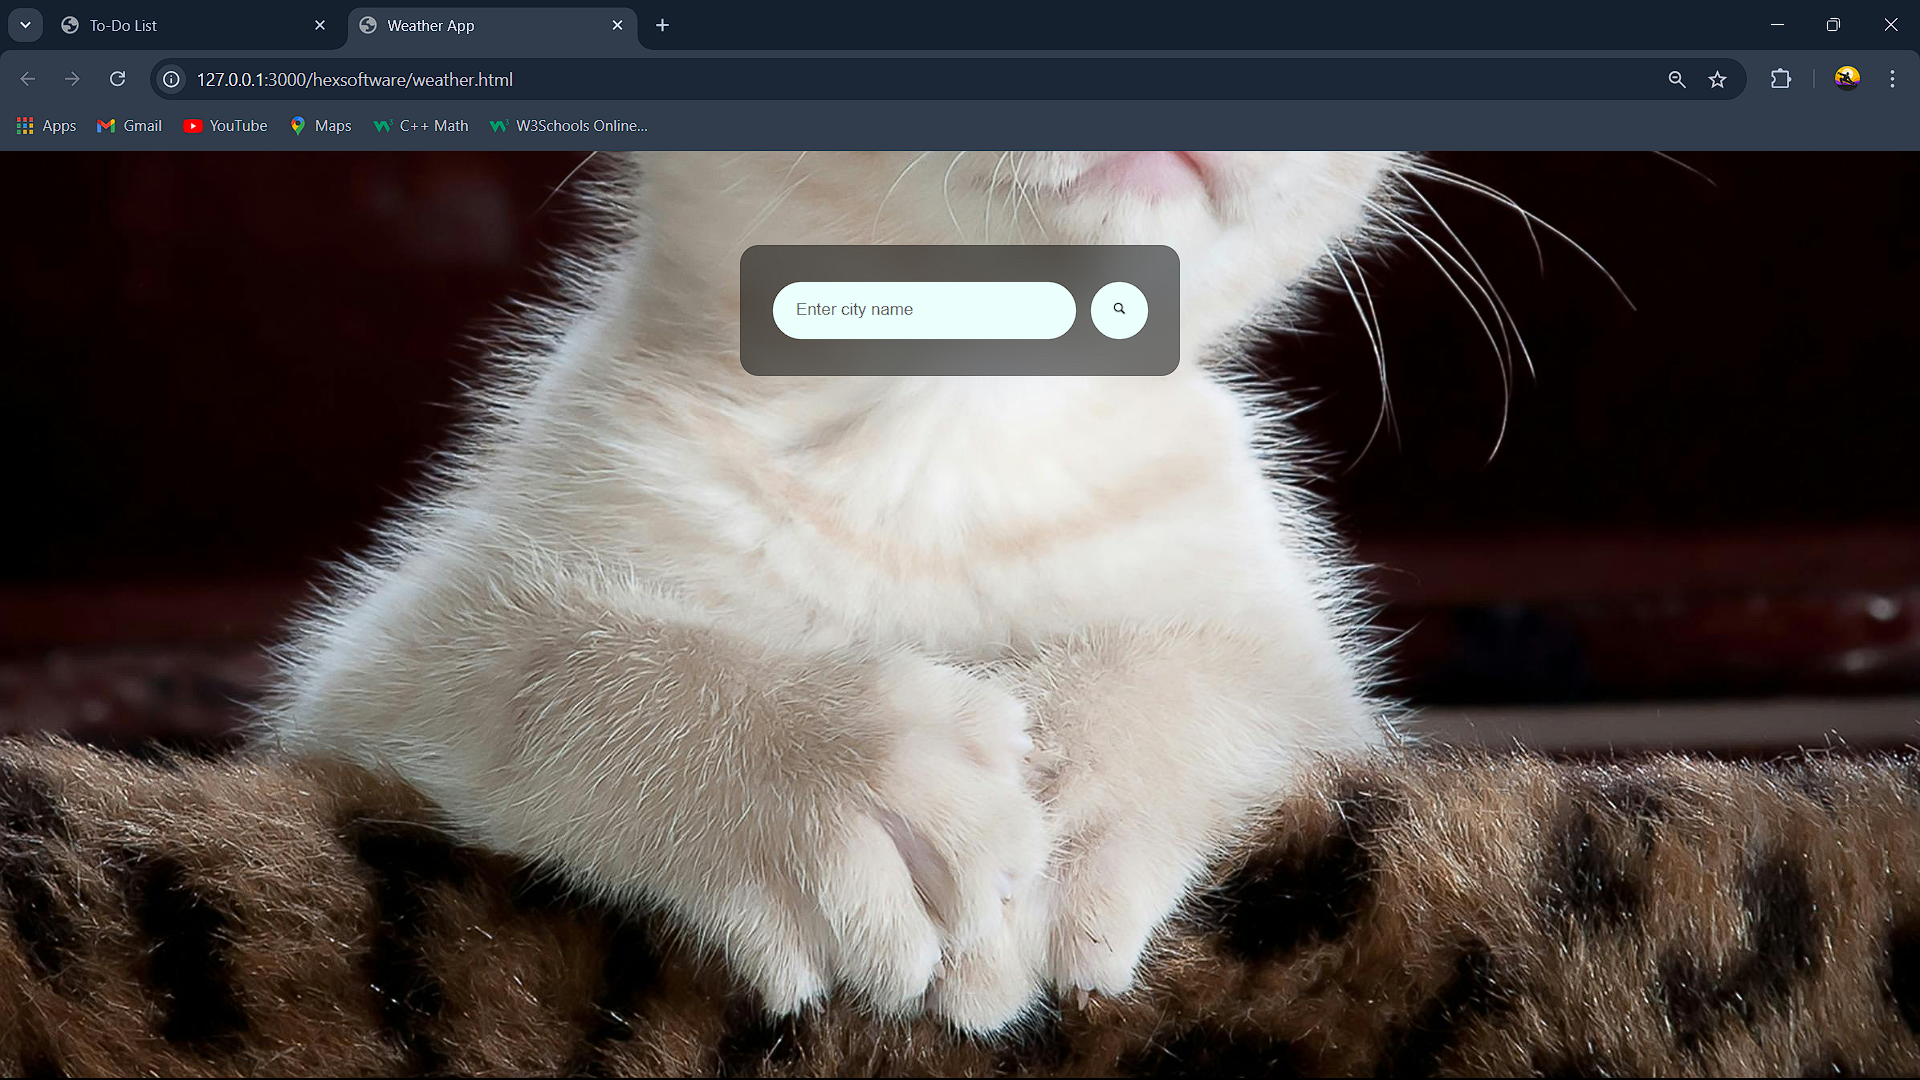 To-Do List
Weather App
127.0.0.1:3000/hexsoftware/weather.html
Apps
Gmail
YouTube
Maps
C++ Math
W3Schools Online...
Enter city name